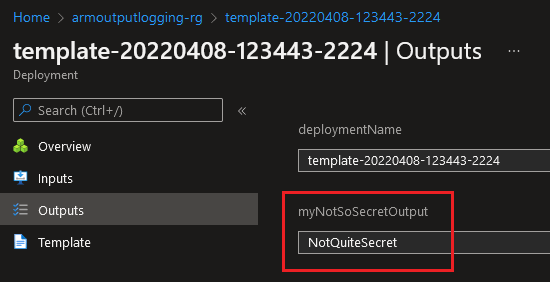 Home > armoutputlogging-rg > template-20220408-123443-2224
template-20220408-123443-2224 | Outputs ...
Deployment
Search (Ctrl+/) «
Overview
Inputs
Outputs
Template
deploymentName
template-20220408-123443-2224
myNotSoSecretOutput
NotQuiteSecret